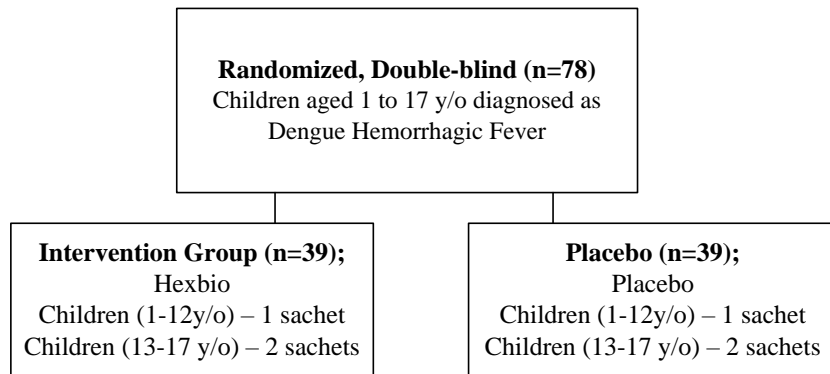 Randomized, Double-blind (n=78)
Children aged 1 to 17 y/o diagnosed as
Dengue Hemorrhagic Fever
Intervention Group (n=39);
Hexbio
Children (1-12y/o) – 1 sachet
Children (13-17 y/o) – 2 sachets
Placebo (n=39);
Placebo
Children (1-12y/o) – 1 sachet
Children (13-17 y/o) – 2 sachets